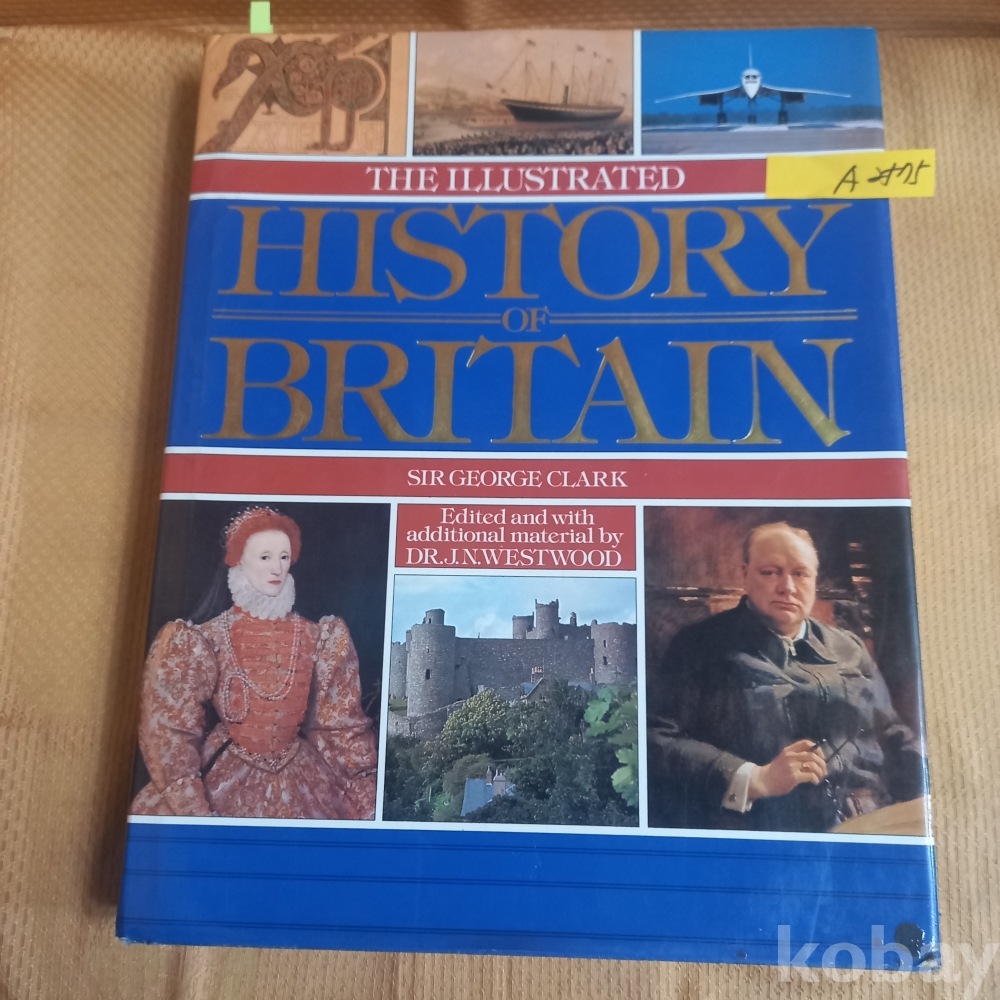 THE ILLUSTRATED
HISTORY
OF
BRITAIN
SIR GEORGE CLARK
Edited and with
additional material by
DR.J.N.WESTWOOD
A
kobay